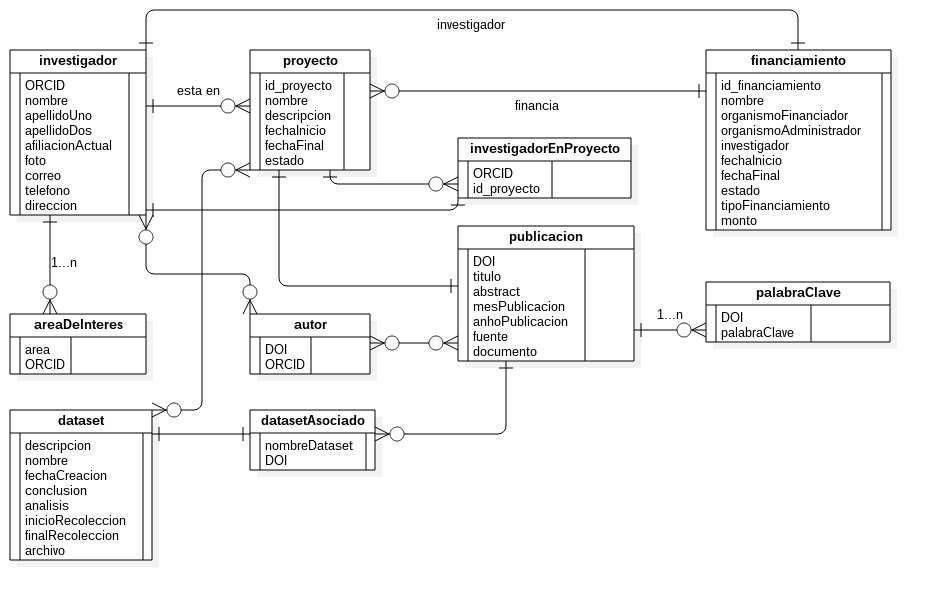 investigador
investigador
ORCID
nombre
apellidoUno
apellidoDos
afiliacionActual
foto
correo
telefono
direccion
esta en
proyecto
id_proyecto
nombre
descripcion
fechaInicio
fechaFinal
estado
financia
financiamiento
id_financiamiento
nombre
organismoFinanciador
organismoAdministrador
investigador
fechaInicio
fechaFinal
estado
tipoFinanciamiento
monto
investigadorEnProyecto
ORCID
id_proyecto
publicacion
DOI
titulo
abstract
mesPublicacion
anhoPublicacion
fuente
documento
1...n
palabraClave
DOI
palabraClave
1...n
areaDeInteres
area
ORCID
autor
DOI
ORCID
dataset
descripcion
nombre
fechaCreacion
conclusion
analisis
inicioRecoleccion
finalRecoleccion
archivo
datasetAsociado
nombreDataset
DOI